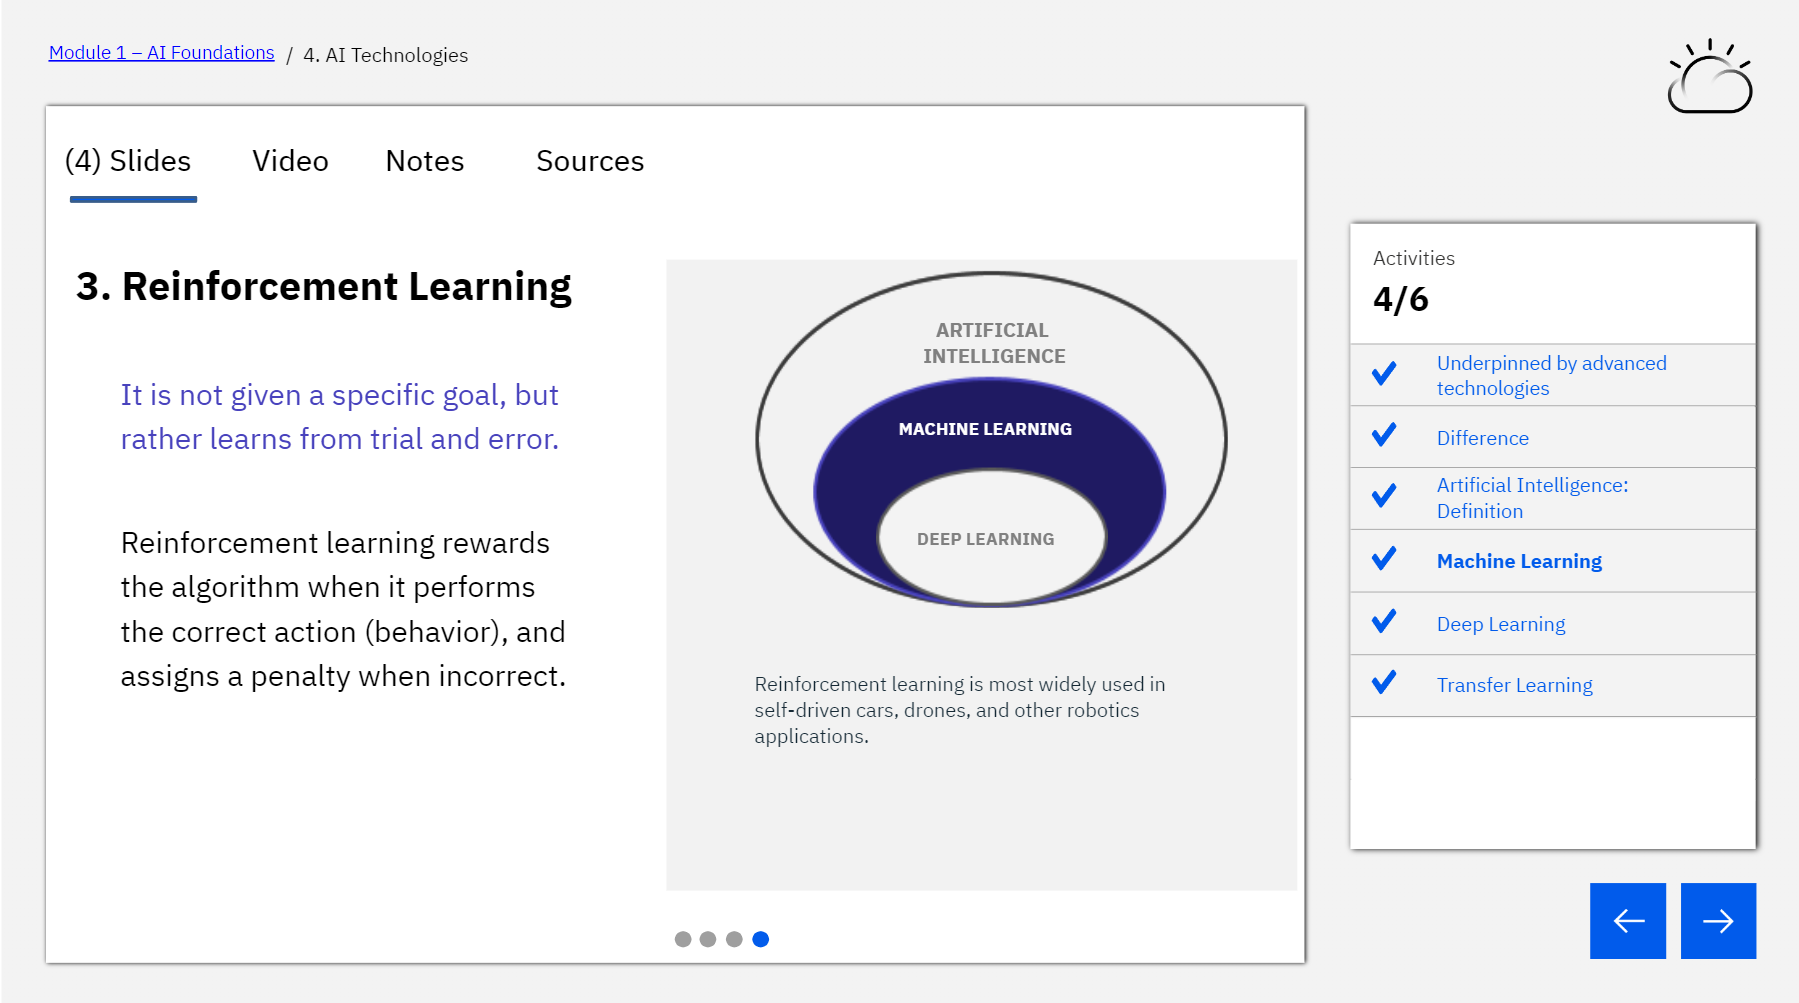 Module 1 – AI Foundations / 4. AI Technologies
(4) Slides Video Notes Sources
3. Reinforcement Learning
It is not given a specific goal, but
rather learns from trial and error.
Reinforcement learning rewards
the algorithm when it performs
the correct action (behavior), and
assigns a penalty when incorrect.
ARTIFICIAL
INTELLIGENCE
MACHINE LEARNING
DEEP LEARNING
Reinforcement learning is most widely used in
self-driven cars, drones, and other robotics
applications.
Activities
4/6
Underpinned by advanced
technologies
Difference
Artificial Intelligence:
Definition
Machine Learning
Deep Learning
Transfer Learning